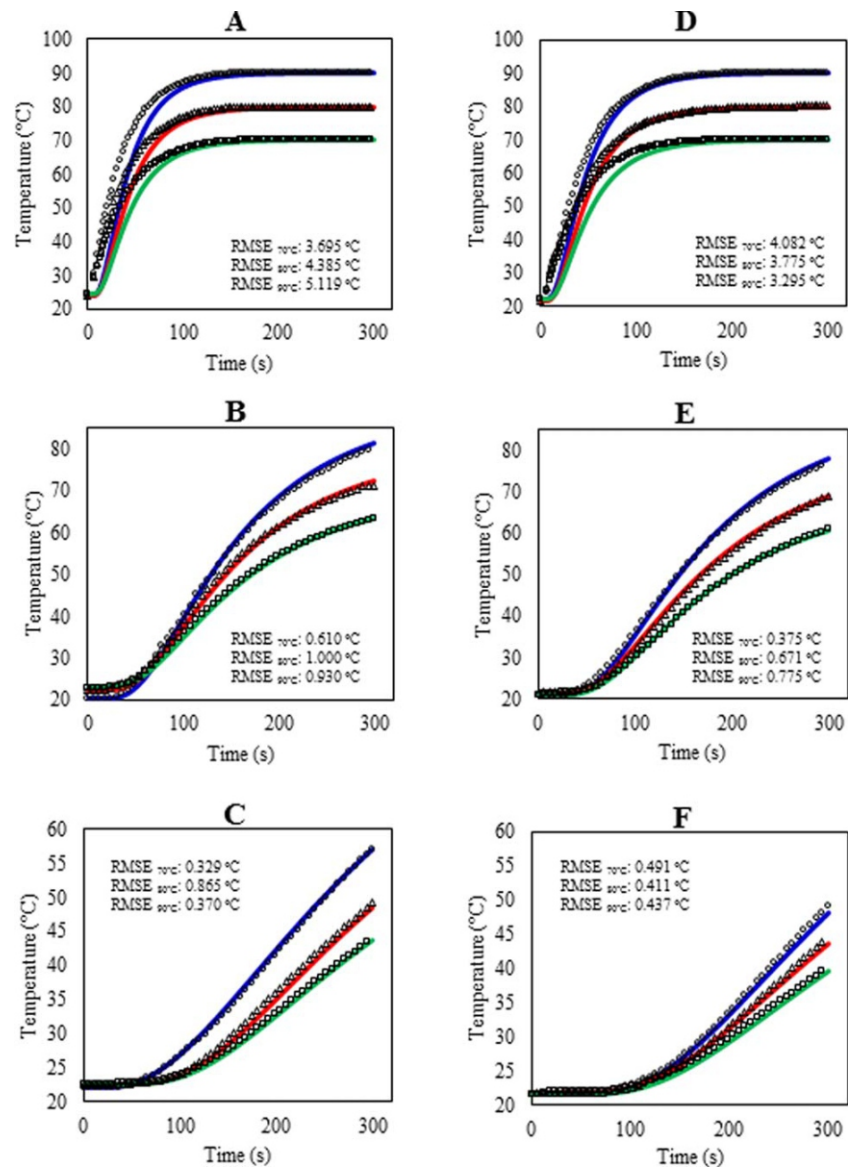 A
100
90
80
70
60
50
40
30
20
Temperature (°C)
RMSE 70°C: 3.695 °C
RMSE 80°C: 4.385 °C
RMSE 90°C: 5.119 °C
0 100 200 300
Time (s)
D
100
90
80
70
60
50
40
30
20
Temperature (°C)
RMSE 70°C: 4.082 °C
RMSE 80°C: 3.775 °C
RMSE 90°C: 3.295 °C
0 100 200 300
Time (s)
B
80
70
60
50
40
30
20
Temperature (°C)
RMSE 70°C: 0.610 °C
RMSE 80°C: 1.000 °C
RMSE 90°C: 0.930 °C
0 100 200 300
Time (s)
E
80
70
60
50
40
30
20
Temperature (°C)
RMSE 70°C: 0.375 °C
RMSE 80°C: 0.671 °C
RMSE 90°C: 0.775 °C
0 100 200 300
Time (s)
C
60
55
50
45
40
35
30
25
20
Temperature (°C)
RMSE 70°C: 0.329 °C
RMSE 80°C: 0.865 °C
RMSE 90°C: 0.370 °C
0 100 200 300
Time (s)
F
60
55
50
45
40
35
30
25
20
Temperature (°C)
RMSE 70°C: 0.491 °C
RMSE 80°C: 0.411 °C
RMSE 90°C: 0.437 °C
0 100 200 300
Time (s)